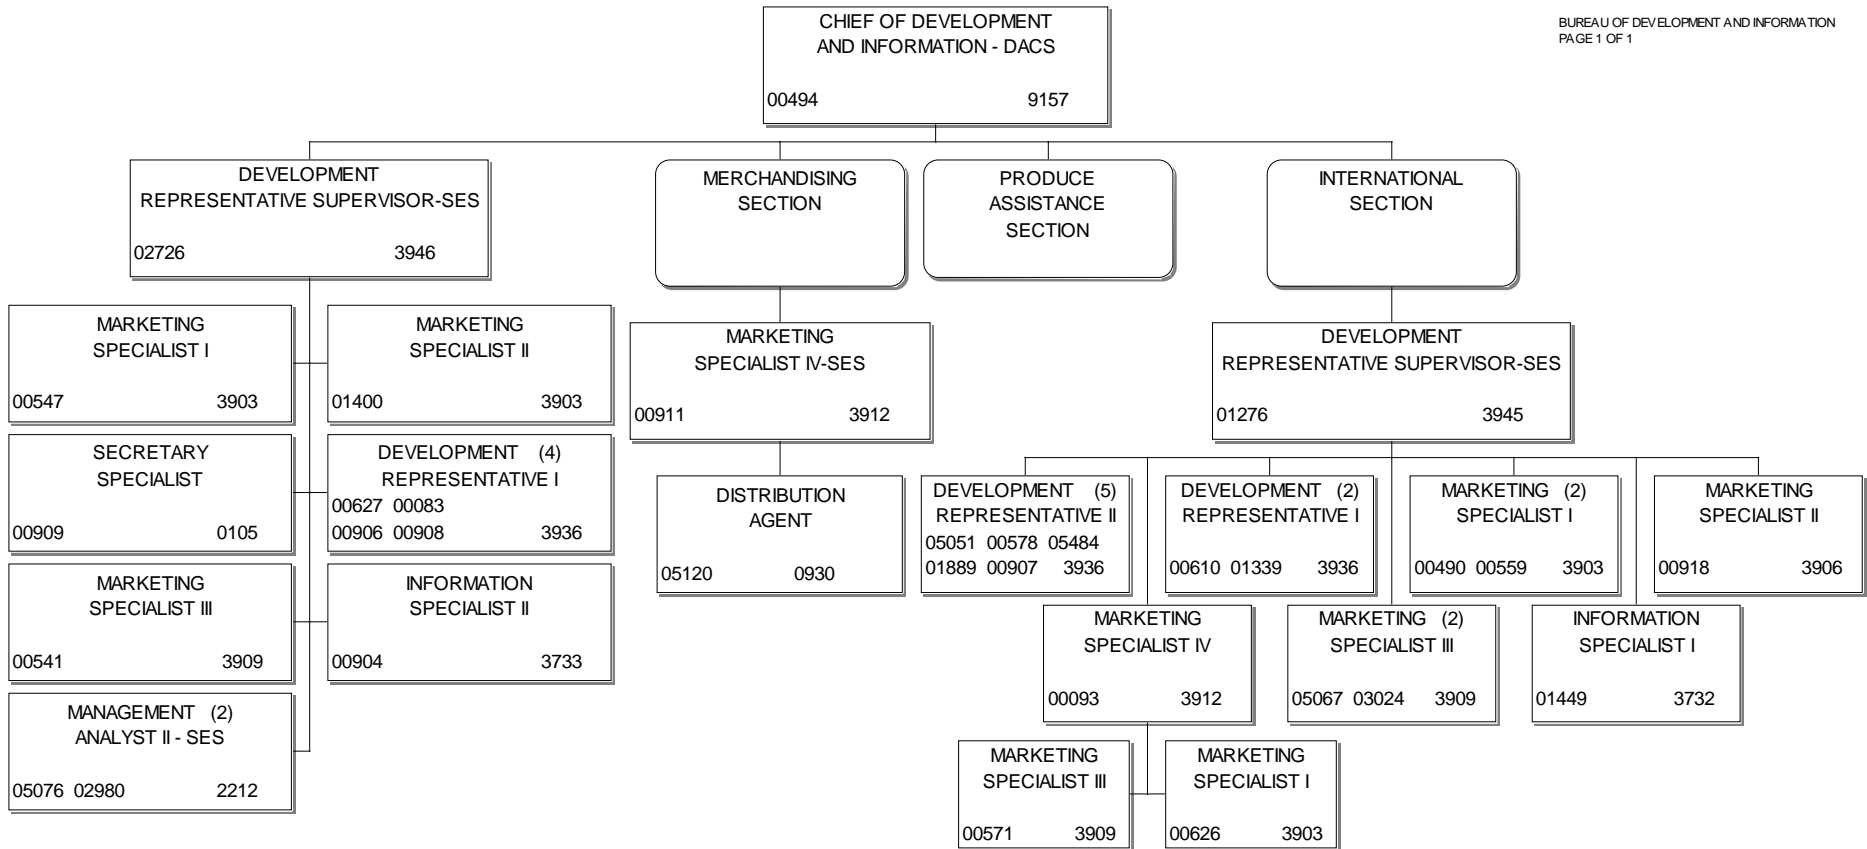 BUREAU OF DEVELOPMENT AND INFORMATION
PAGE 1 OF 1
CHIEF OF DEVELOPMENT
AND INFORMATION - DACS
00494 9157
DEVELOPMENT
REPRESENTATIVE SUPERVISOR-SES
02726 3946
MERCHANDISING
SECTION
PRODUCE
ASSISTANCE
SECTION
INTERNATIONAL
SECTION
MARKETING
SPECIALIST I
00547 3903
MARKETING
SPECIALIST II
01400 3903
SECRETARY
SPECIALIST
00909 0105
DEVELOPMENT (4)
REPRESENTATIVE I
00627 00083
00906 00908 3936
MARKETING
SPECIALIST III
00541 3909
INFORMATION
SPECIALIST II
00904 3733
MANAGEMENT (2)
ANALYST II - SES
05076 02980 2212
MARKETING
SPECIALIST IV-SES
00911 3912
DISTRIBUTION
AGENT
05120 0930
DEVELOPMENT
REPRESENTATIVE SUPERVISOR-SES
01276 3945
DEVELOPMENT (5)
REPRESENTATIVE II
05051 00578 05484
01889 00907 3936
DEVELOPMENT (2)
REPRESENTATIVE I
00610 01339 3936
MARKETING (2)
SPECIALIST I
00490 00559 3903
MARKETING
SPECIALIST II
00918 3906
MARKETING
SPECIALIST IV
00093 3912
MARKETING (2)
SPECIALIST III
05067 03024 3909
INFORMATION
SPECIALIST I
01449 3732
MARKETING
SPECIALIST III
00571 3909
MARKETING
SPECIALIST I
00626 3903